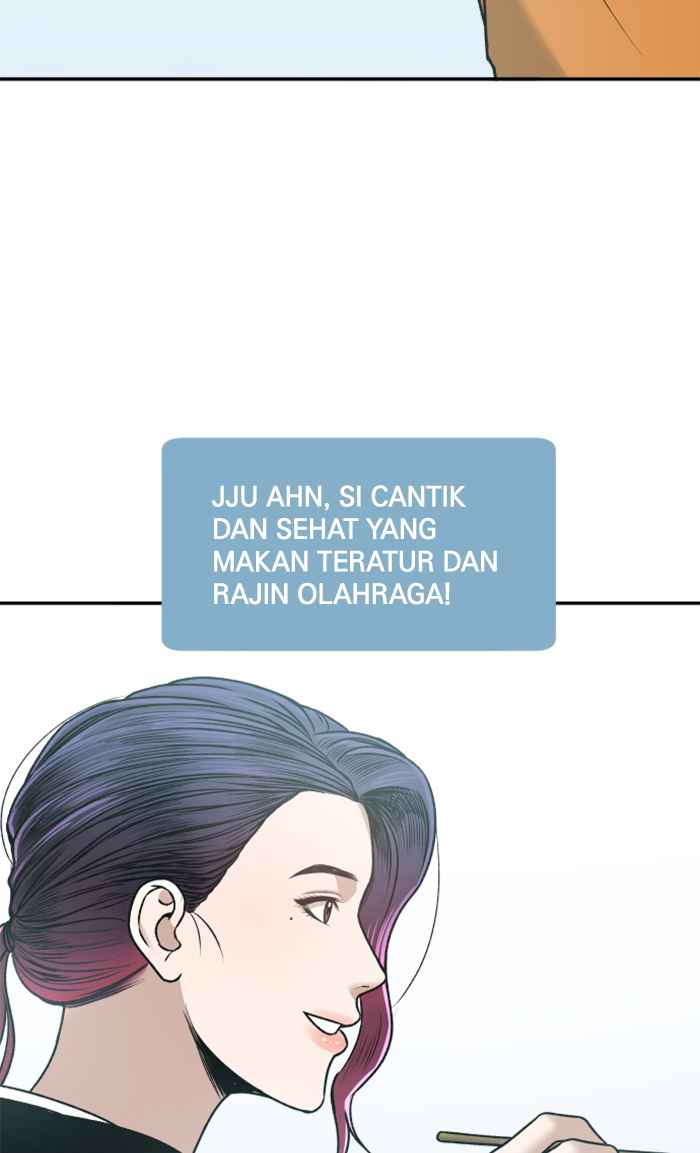 JJU AHN, SI CANTIK
DAN SEHAT YANG
MAKAN TERATUR DAN
RAJIN OLAHRAGA!